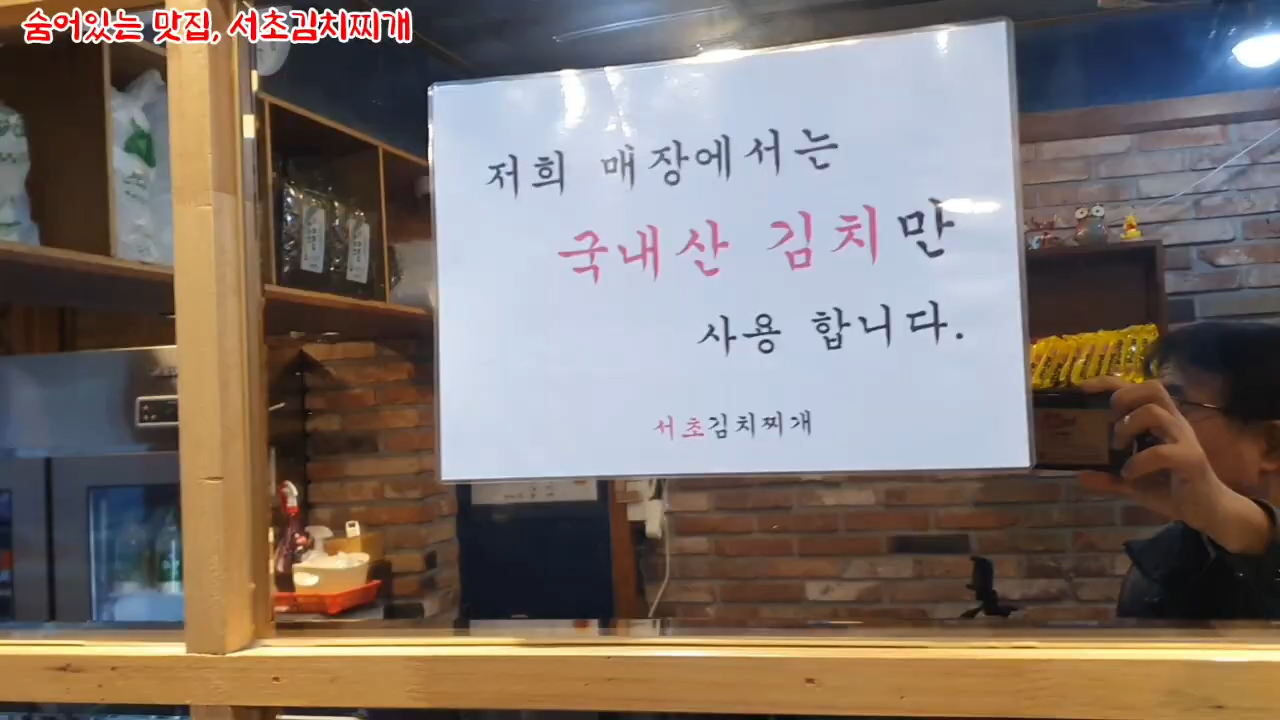 숨어있는 맛집, 서초김치찌개
저희 매장에서는
국내산 김치만
사용 합니다.
서초김치찌개